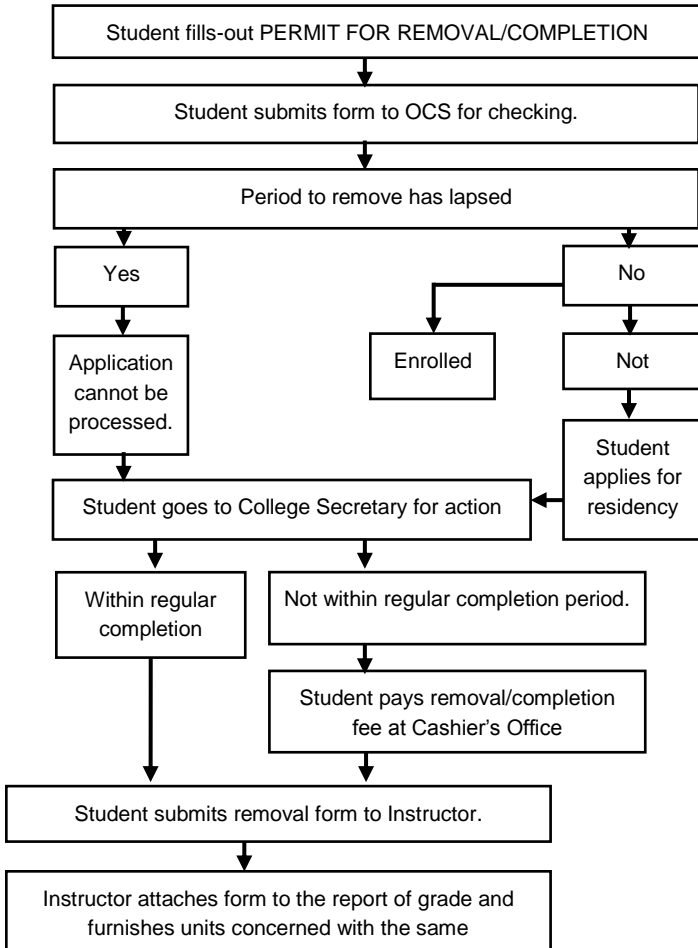 Student fills-out PERMIT FOR REMOVAL/COMPLETION
Student submits form to OCS for checking.
Period to remove has lapsed
Yes
No
Application
cannot be
processed.
Enrolled
Not
Student
applies for
residency
Student goes to College Secretary for action
Within regular
completion
Not within regular completion period.
Student pays removal/completion
fee at Cashier’s Office
Student submits removal form to Instructor.
Instructor attaches form to the report of grade and
furnishes units concerned with the same